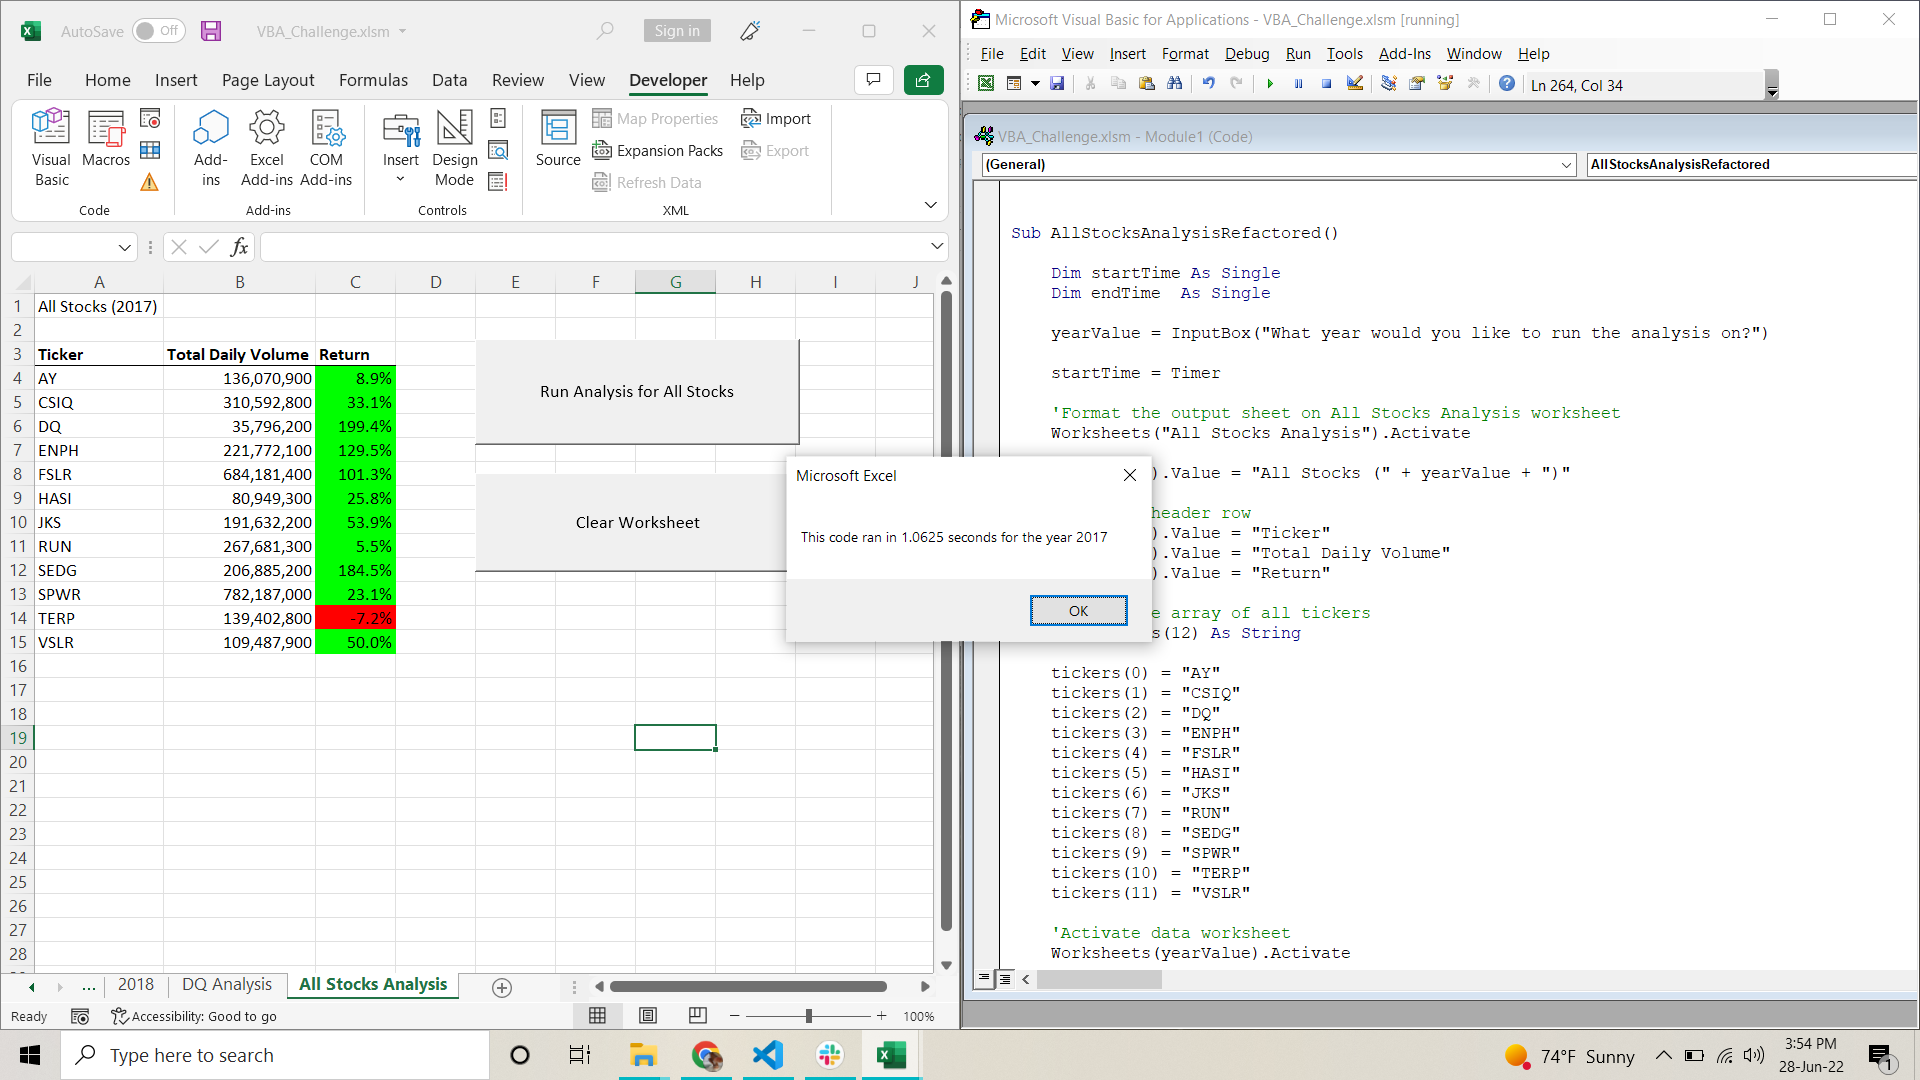 AutoSave Off VBA_Challenge.xlsm Sign in
File Home Insert Page Layout Formulas Data Review View Developer Help
Visual Basic
Macros
Code
Add-ins
Excel Add-ins
COM Add-ins
Add-ins
Insert
Design Mode
Controls
Source
Map Properties
Expansion Packs
Refresh Data
Import
Export
XML
fx
A B C D E F G H I J
1 All Stocks (2017)
2
3 Ticker Total Daily Volume Return
4 AY 136,070,900 8.9%
5 CSIQ 310,592,800 33.1%
6 DQ 35,796,200 199.4%
7 ENPH 221,772,100 129.5%
8 FSLR 684,181,400 101.3%
9 HASI 80,949,300 25.8%
10 JKS 191,632,200 53.9%
11 RUN 267,681,300 5.5%
12 SEDG 206,885,200 184.5%
13 SPWR 782,187,000 23.1%
14 TERP 139,402,800 -7.2%
15 VSLR 109,487,900 50.0%
16
17
18
19
20
21
22
23
24
25
26
27
28
Run Analysis for All Stocks
Clear Worksheet
... 2018 DQ Analysis All Stocks Analysis
Ready Accessibility: Good to go 100%
Microsoft Excel
This code ran in 1.0625 seconds for the year 2017
OK
Microsoft Visual Basic for Applications - VBA_Challenge.xlsm [running]
File Edit View Insert Format Debug Run Tools Add-Ins Window Help
Ln 264, Col 34
VBA_Challenge.xlsm - Module1 (Code)
(General) AllStocksAnalysisRefactored
Sub AllStocksAnalysisRefactored()
Dim startTime As Single
Dim endTime  As Single
yearValue = InputBox("What year would you like to run the analysis on?")
startTime = Timer
'Format the output sheet on All Stocks Analysis worksheet
Worksheets("All Stocks Analysis").Activate
).Value = "All Stocks (" + yearValue + ")"
header row
).Value = "Ticker"
).Value = "Total Daily Volume"
).Value = "Return"
e array of all tickers
s(12) As String
tickers(0) = "AY"
tickers(1) = "CSIQ"
tickers(2) = "DQ"
tickers(3) = "ENPH"
tickers(4) = "FSLR"
tickers(5) = "HASI"
tickers(6) = "JKS"
tickers(7) = "RUN"
tickers(8) = "SEDG"
tickers(9) = "SPWR"
tickers(10) = "TERP"
tickers(11) = "VSLR"
'Activate data worksheet
Worksheets(yearValue).Activate
Type here to search
74°F Sunny
3:54 PM
28-Jun-22
1